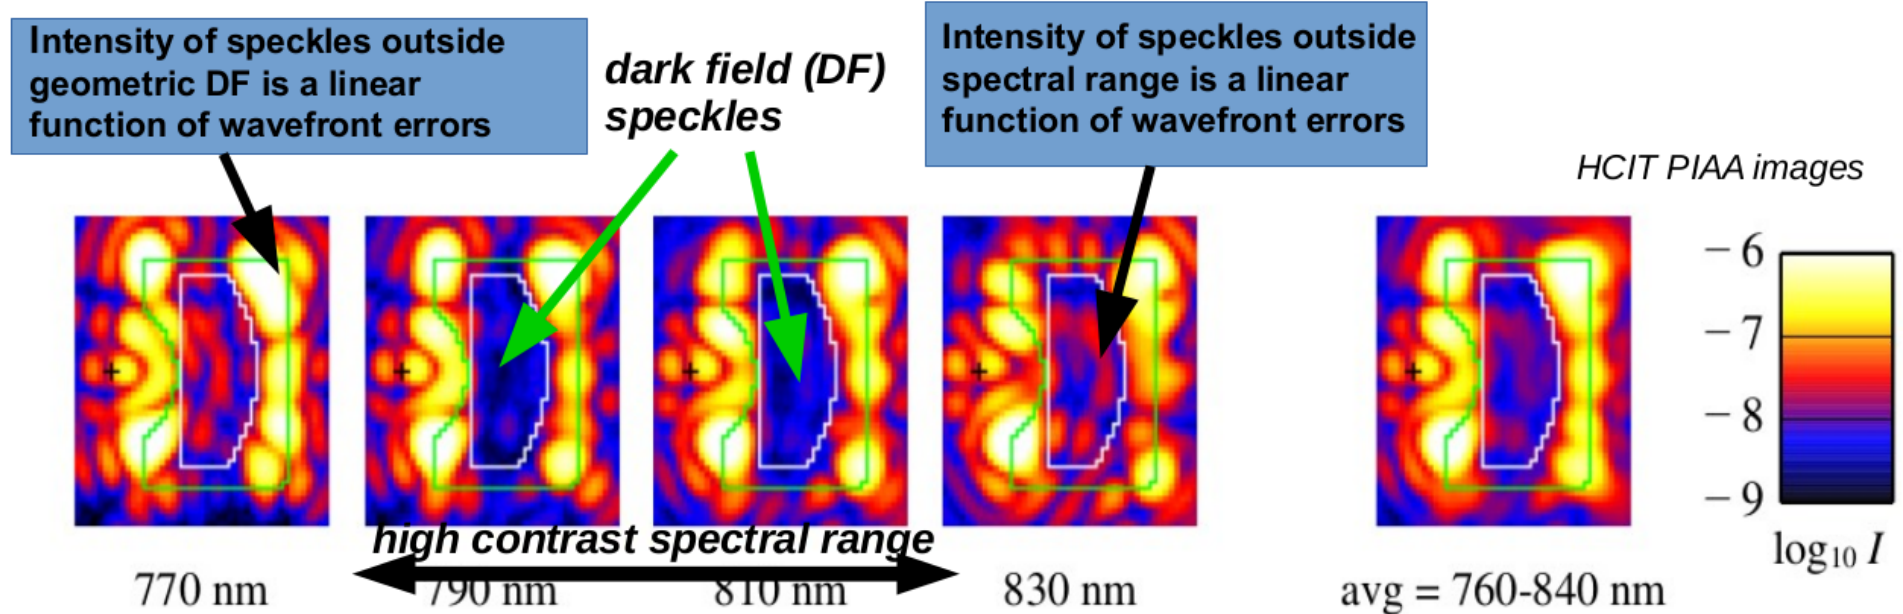 Intensity of speckles outside
geometric DF is a linear
function of wavefront errors
dark field (DF)
speckles
Intensity of speckles outside
spectral range is a linear
function of wavefront errors
HCIT PIAA images
+
+
+
+
+
− 6
− 7
− 8
− 9
log₁₀ I
high contrast spectral range
770 nm
790 nm
810 nm
830 nm
avg = 760-840 nm